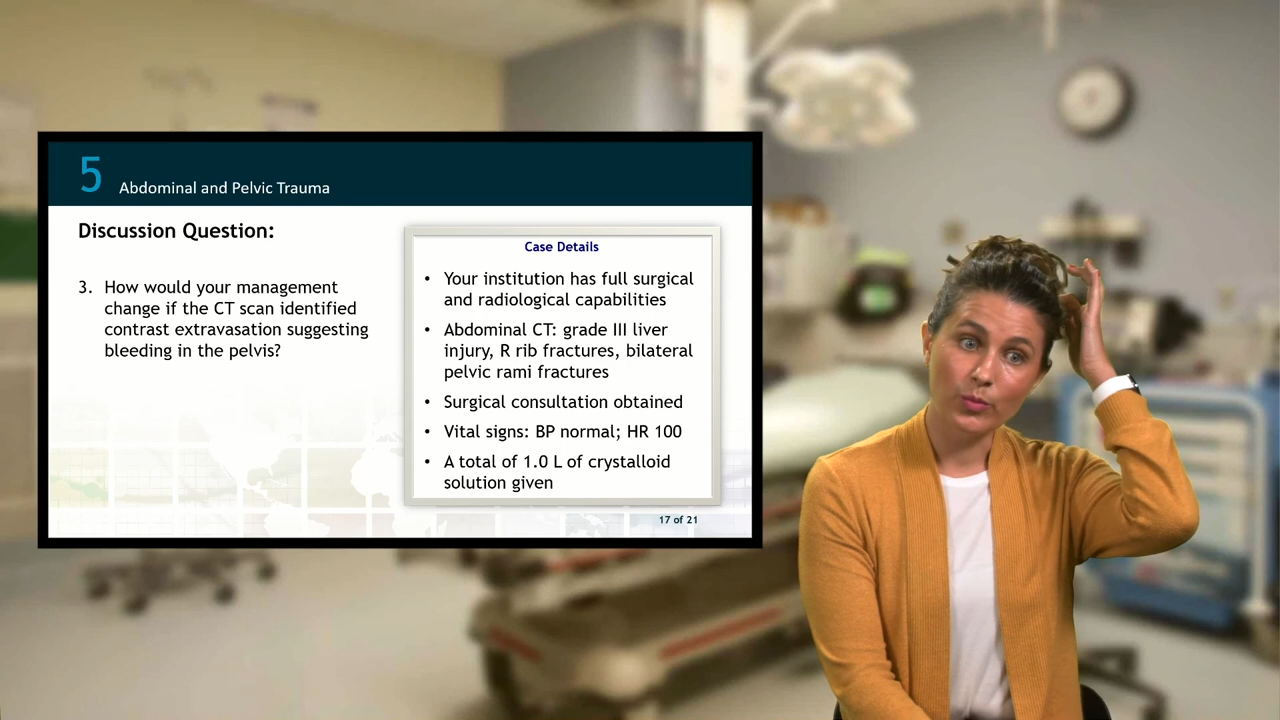 5 Abdominal and Pelvic Trauma
Discussion Question:
3. How would your management
change if the CT scan identified
contrast extravasation suggesting
bleeding in the pelvis?
Case Details
• Your institution has full surgical
and radiological capabilities
• Abdominal CT: grade III liver
injury, R rib fractures, bilateral
pelvic rami fractures
• Surgical consultation obtained
• Vital signs: BP normal; HR 100
• A total of 1.0 L of crystalloid
solution given
17 of 21